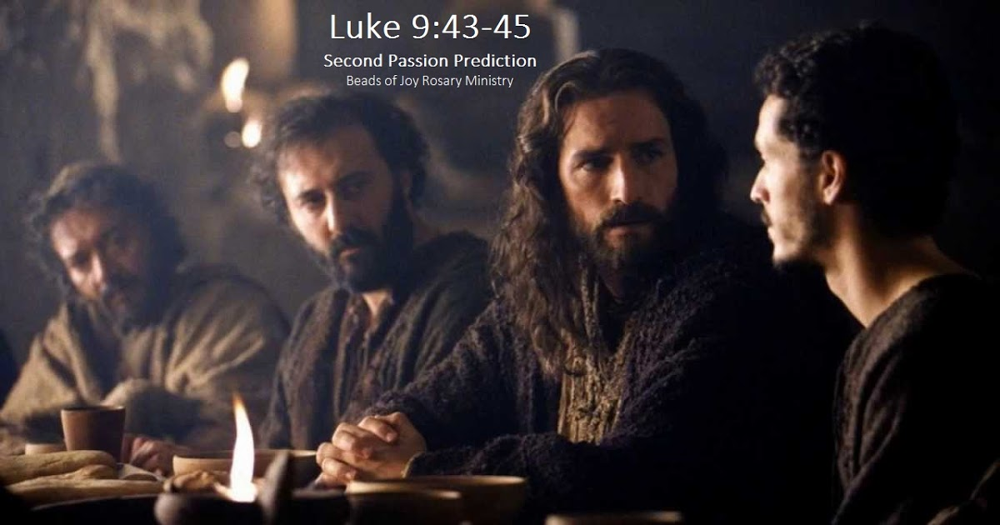 Luke 9:43-45
Second Passion Prediction
Beads of Joy Rosary Ministry